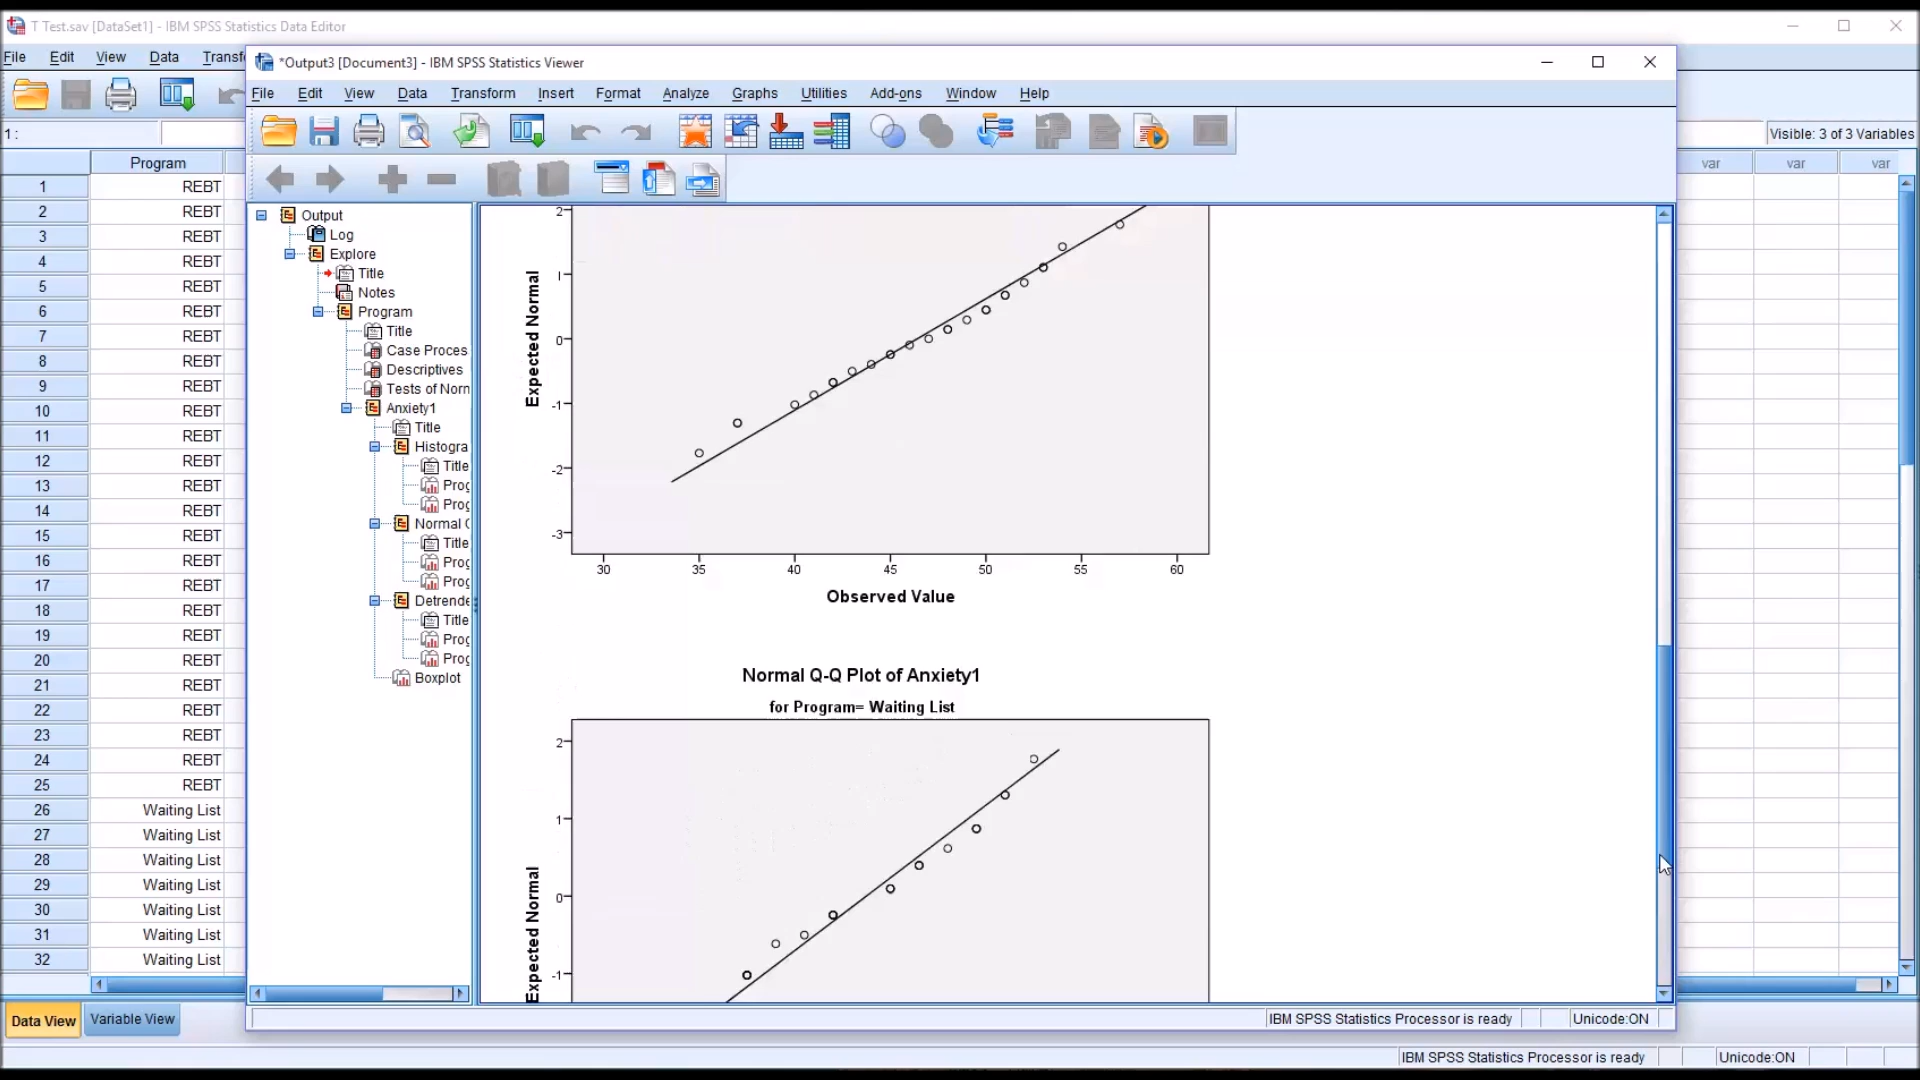 T Test.sav [DataSet1] - IBM SPSS Statistics Data Editor
File Edit View Data Transf
1 :
Visible: 3 of 3 Variables
Program var var var
1 REBT
2 REBT
3 REBT
4 REBT
5 REBT
6 REBT
7 REBT
8 REBT
9 REBT
10 REBT
11 REBT
12 REBT
13 REBT
14 REBT
15 REBT
16 REBT
17 REBT
18 REBT
19 REBT
20 REBT
21 REBT
22 REBT
23 REBT
24 REBT
25 REBT
26 Waiting List
27 Waiting List
28 Waiting List
29 Waiting List
30 Waiting List
31 Waiting List
32 Waiting List
Data View Variable View
*Output3 [Document3] - IBM SPSS Statistics Viewer
File Edit View Data Transform Insert Format Analyze Graphs Utilities Add-ons Window Help
Output
Log
Explore
Title
Notes
Program
Title
Case Proces
Descriptives
Tests of Norn
Anxiety1
Title
Histogra
Title
Prog
Prog
Normal Q
Title
Prog
Prog
Detrende
Title
Prog
Prog
Boxplot
2
1
0
-1
-2
-3
Expected Normal
30 35 40 45 50 55 60
Observed Value
Normal Q-Q Plot of Anxiety1
for Program= Waiting List
2
1
0
-1
Expected Normal
IBM SPSS Statistics Processor is ready Unicode:ON
IBM SPSS Statistics Processor is ready Unicode:ON